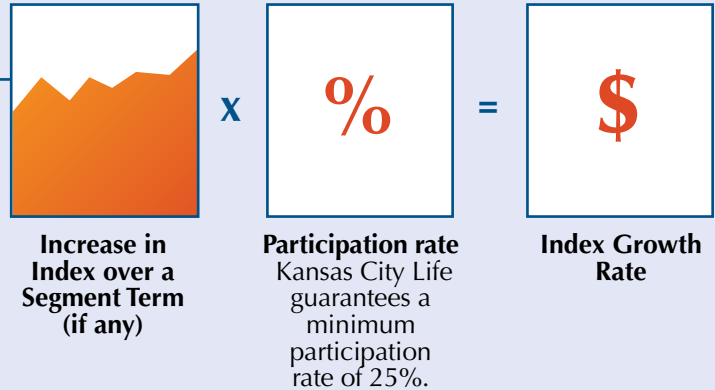 x
%
=
$
Increase in
Index over a
Segment Term
(if any)
Participation rate
Kansas City Life
guarantees a
minimum
participation
rate of 25%.
Index Growth
Rate